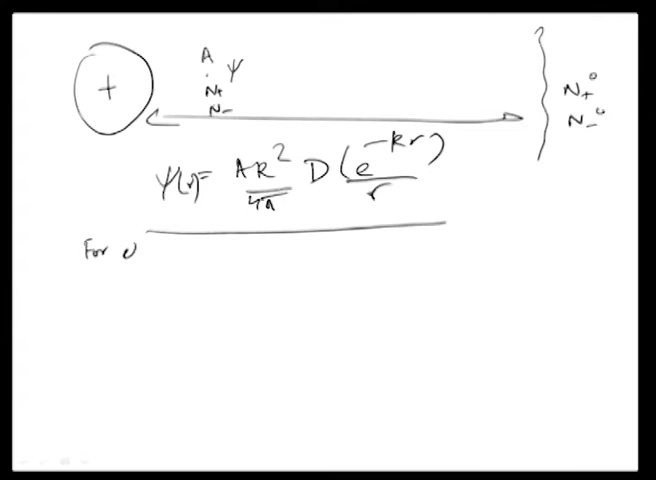 +
A
ψ
N+
N-
N+°
N-°
ψ(r)= AR²/4π D (e^-kr/r)
For